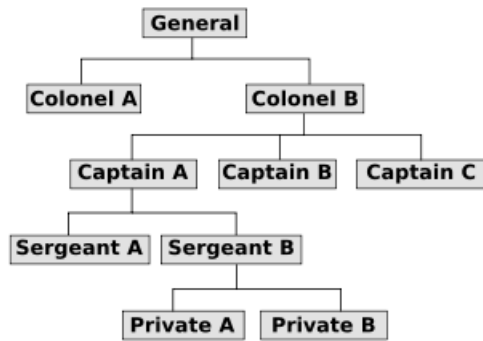 General
Colonel A
Colonel B
Captain A
Captain B
Captain C
Sergeant A
Sergeant B
Private A
Private B